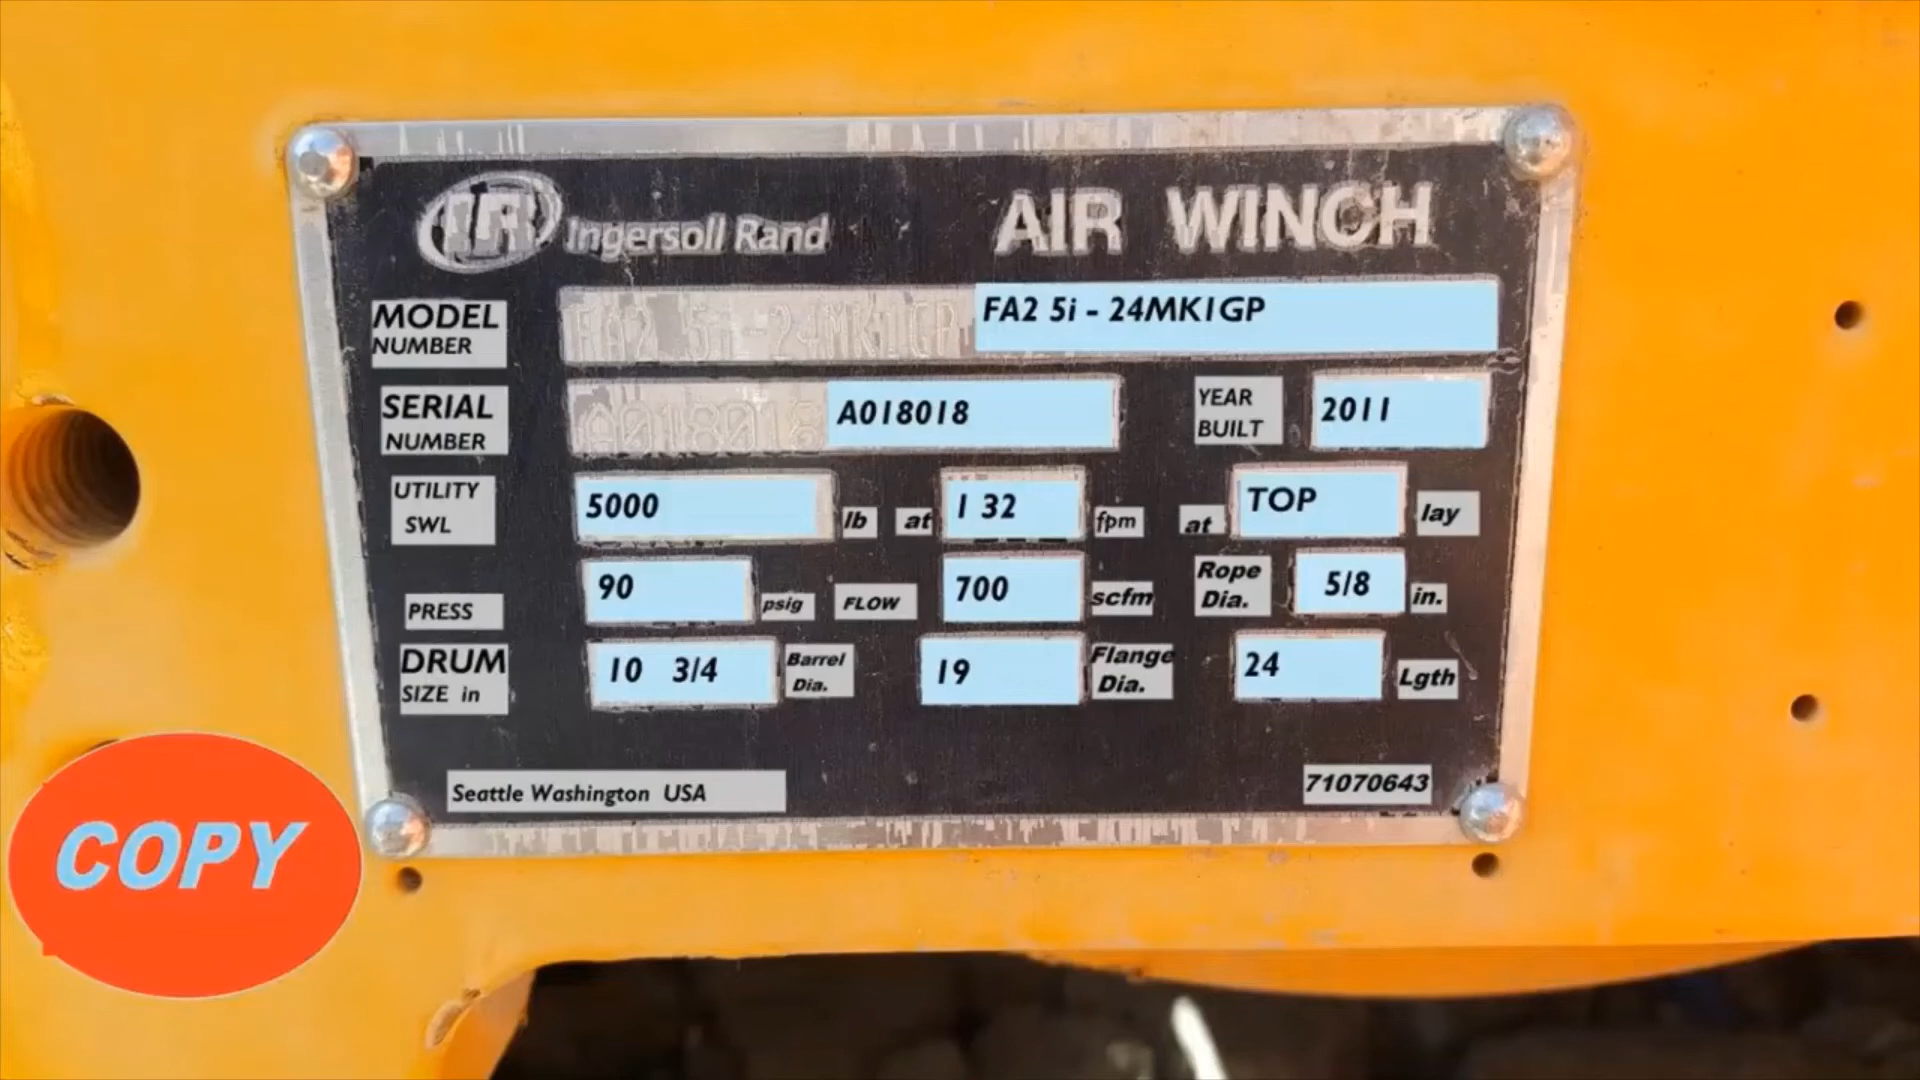 IR Ingersoll Rand AIR WINCH
MODEL NUMBER FA2 5i -24MK1GP FA2 5i - 24MK1GP
SERIAL NUMBER A018018 A018018 YEAR BUILT 2011
UTILITY SWL 5000 lb at 1 32 fpm at TOP lay
PRESS 90 psig FLOW 700 scfm Rope Dia. 5/8 in.
DRUM SIZE in 10 3/4 Barrel Dia. 19 Flange Dia. 24 Lgth
Seattle Washington USA 71070643
COPY